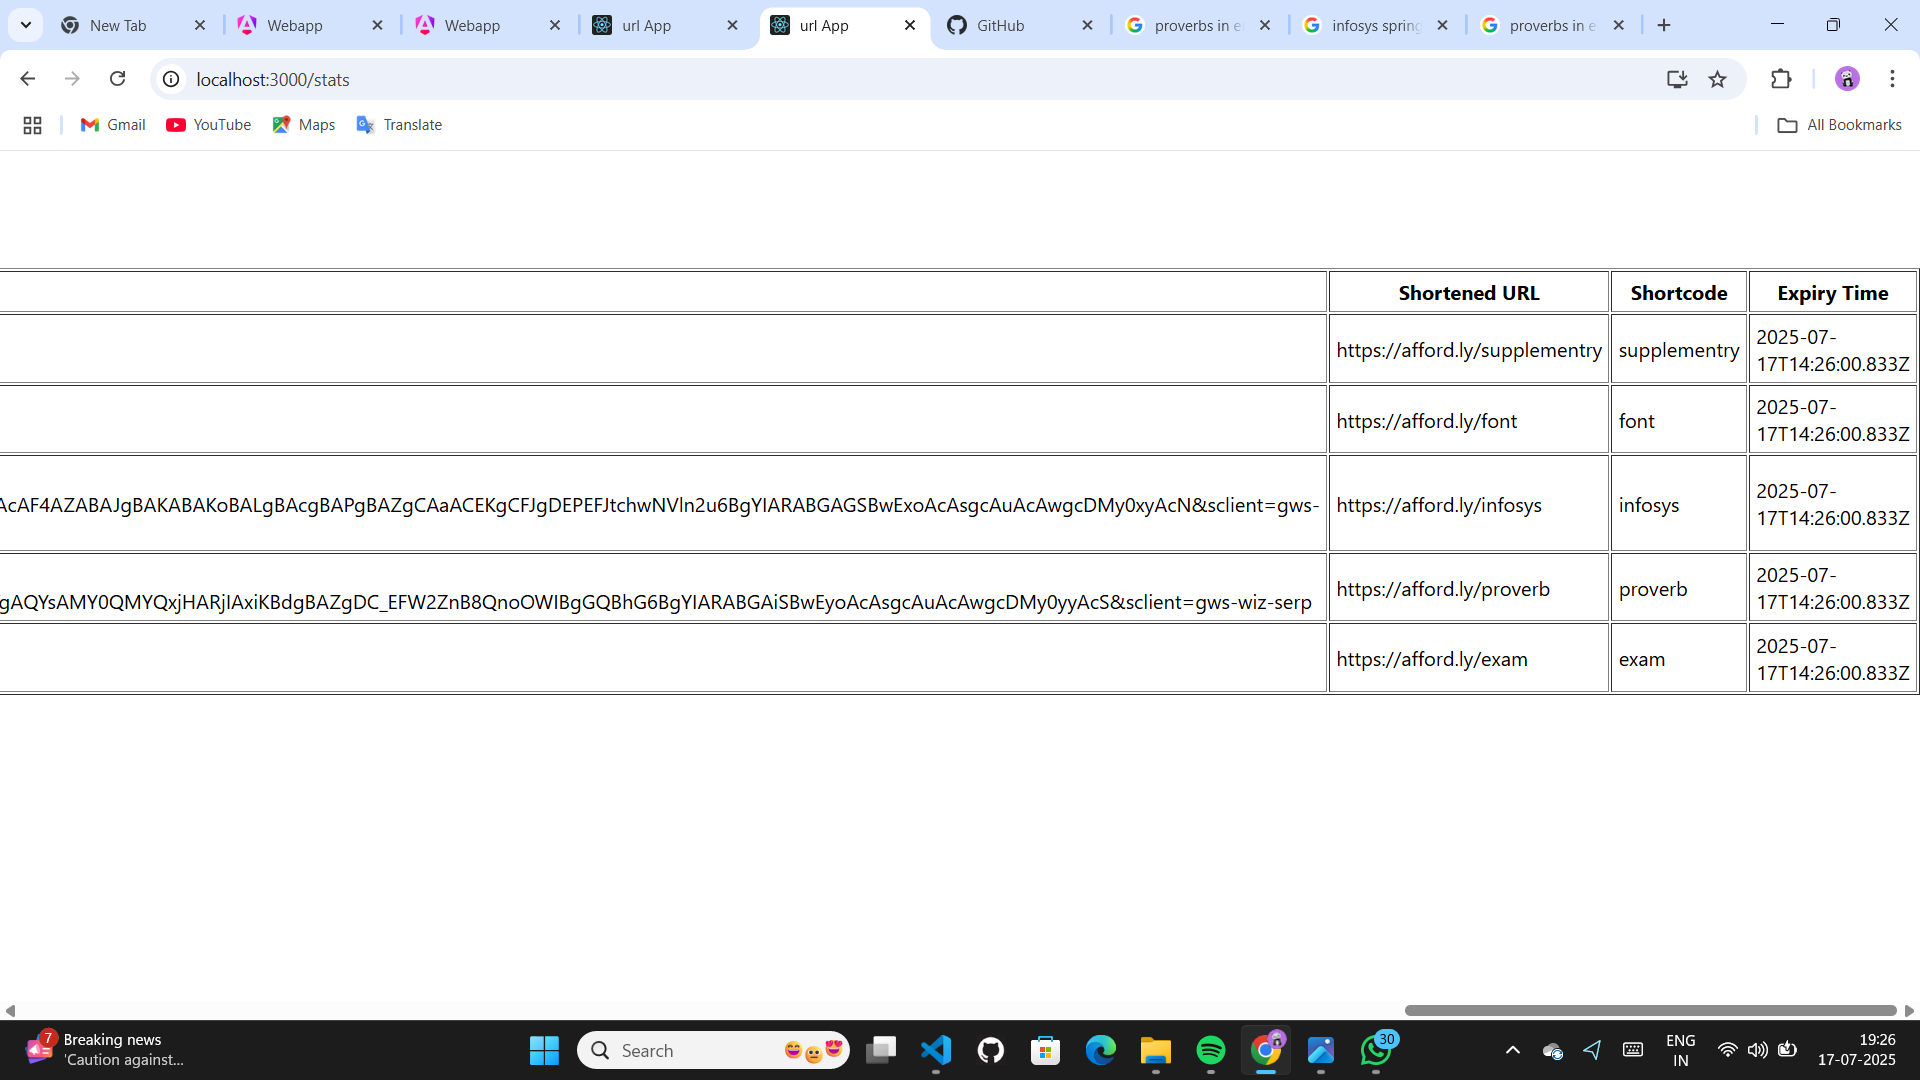 New Tab
Webapp
Webapp
url App
url App
GitHub
proverbs in e
infosys spring
proverbs in e
localhost:3000/stats
Gmail
YouTube
Maps
Translate
All Bookmarks
Shortened URL
Shortcode
Expiry Time
https://afford.ly/supplementry
supplementry
2025-07-
17T14:26:00.833Z
https://afford.ly/font
font
2025-07-
17T14:26:00.833Z
AcAF4AZABAJgBAKABAKoBALgBAcgBAPgBAZgCAaACEKgCFJgDEPEFJtchwNVln2u6BgYIARABGAGSBwExoAcAsgcAuAcAwgcDMy0xyAcN&sclient=gws-
https://afford.ly/infosys
infosys
2025-07-
17T14:26:00.833Z
gAQYsAMY0QMYQxjHARjIAxiKBdgBAZgDC_EFW2ZnB8QnoOWIBgGQBhG6BgYIARABGAiSBwEyoAcAsgcAuAcAwgcDMy0yyAcS&sclient=gws-wiz-serp
https://afford.ly/proverb
proverb
2025-07-
17T14:26:00.833Z
https://afford.ly/exam
exam
2025-07-
17T14:26:00.833Z
7
Breaking news
'Caution against...
Search
30
ENG
IN
19:26
17-07-2025